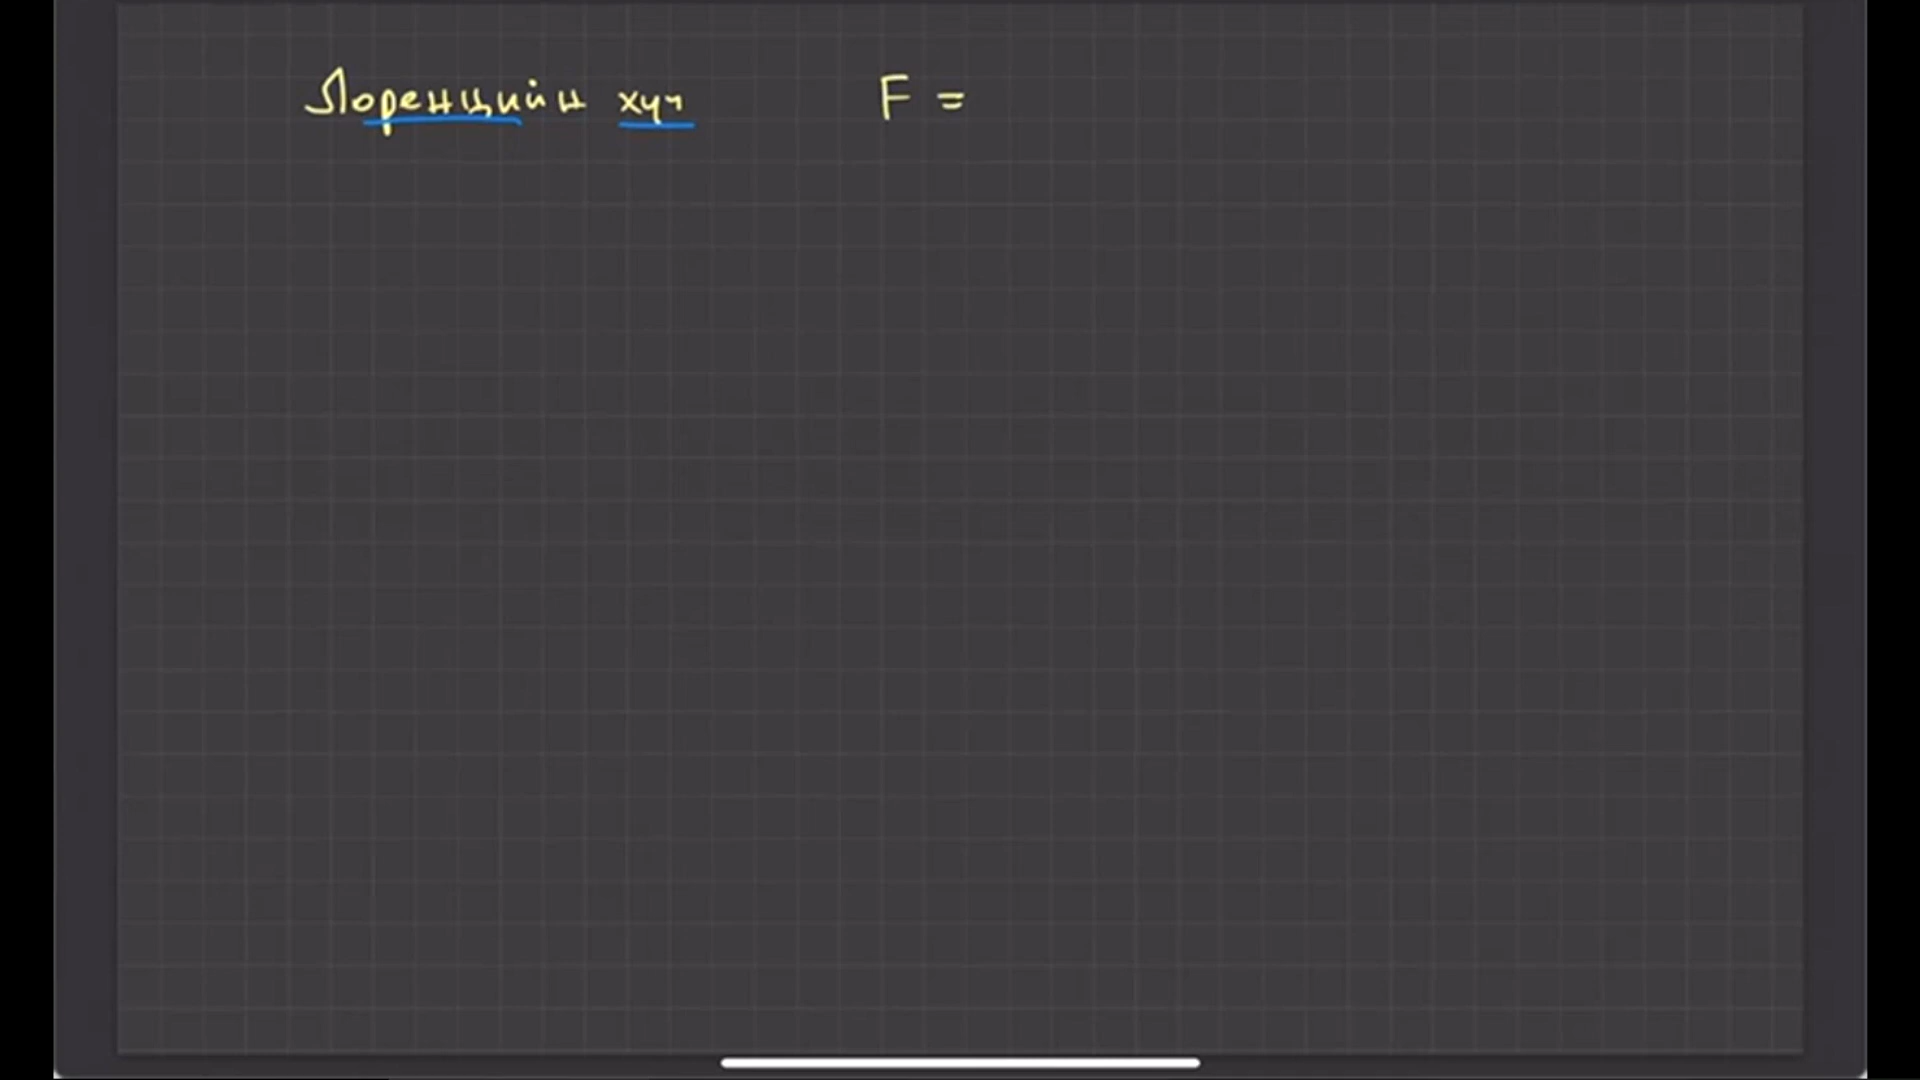 Лоренцийн хүч F =